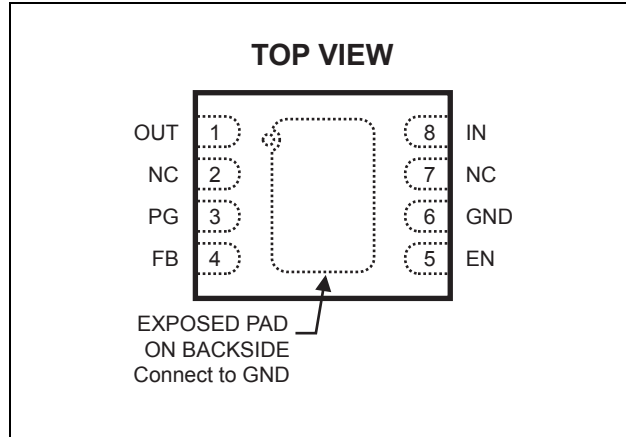 TOP VIEW
OUT 1 8 IN
NC 2 7 NC
PG 3 6 GND
FB 4 5 EN
EXPOSED PAD
ON BACKSIDE
Connect to GND